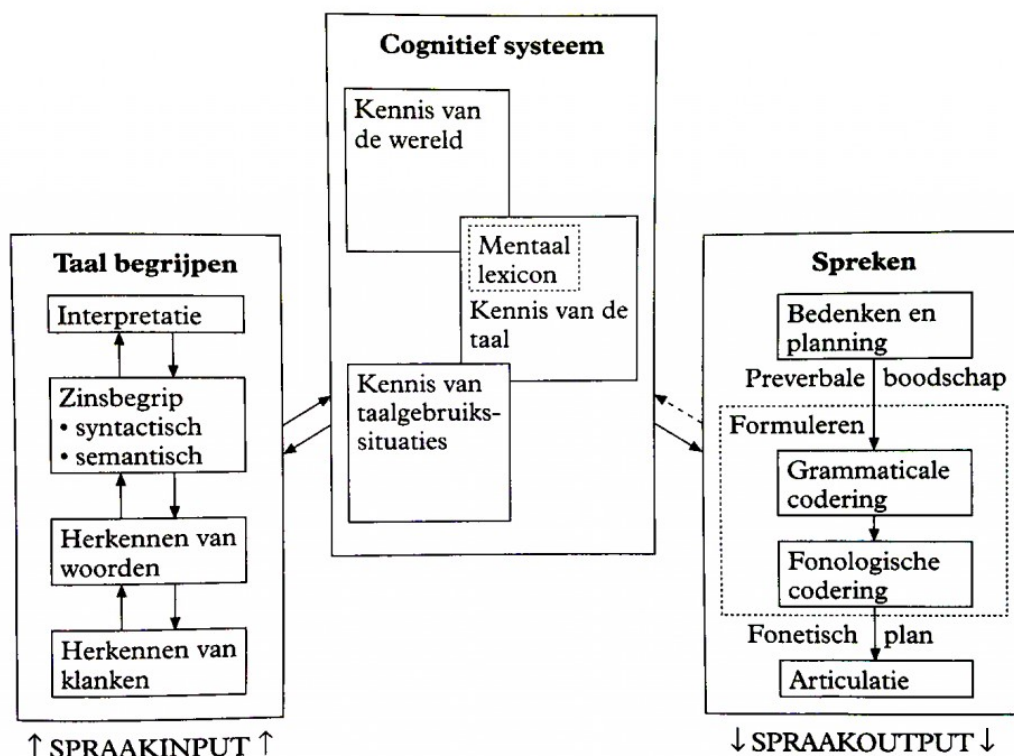 Cognitief systeem
Kennis van
de wereld
Mentaal
lexicon
Kennis van de
taal
Kennis van
taalgebruiks-
situaties
Taal begrijpen
Interpretatie
Zinsbegrip
• syntactisch
• semantisch
Herkennen van
woorden
Herkennen van
klanken
↑ SPRAAKINPUT ↑
Spreken
Bedenken en
planning
Preverbale boodschap
Formuleren
Grammaticale
codering
Fonologische
codering
Fonetisch plan
Articulatie
↓ SPRAAKOUTPUT ↓